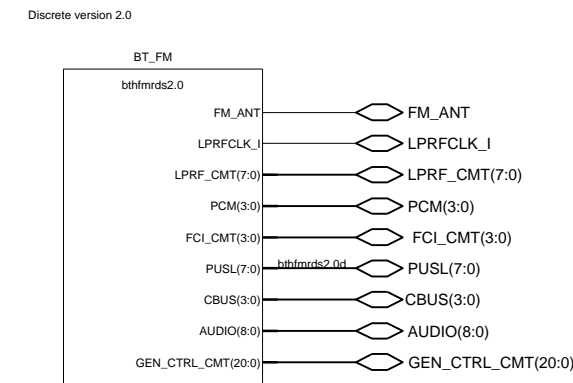 Discrete version 2.0
BT_FM
bthfmrds2.0
FM_ANT FM_ANT
LPRFCLK_I LPRFCLK_I
LPRF_CMT(7:0) LPRF_CMT(7:0)
PCM(3:0) PCM(3:0)
FCI_CMT(3:0) FCI_CMT(3:0)
PUSL(7:0) bthfmrds2.0d PUSL(7:0)
CBUS(3:0) CBUS(3:0)
AUDIO(8:0) AUDIO(8:0)
GEN_CTRL_CMT(20:0) GEN_CTRL_CMT(20:0)